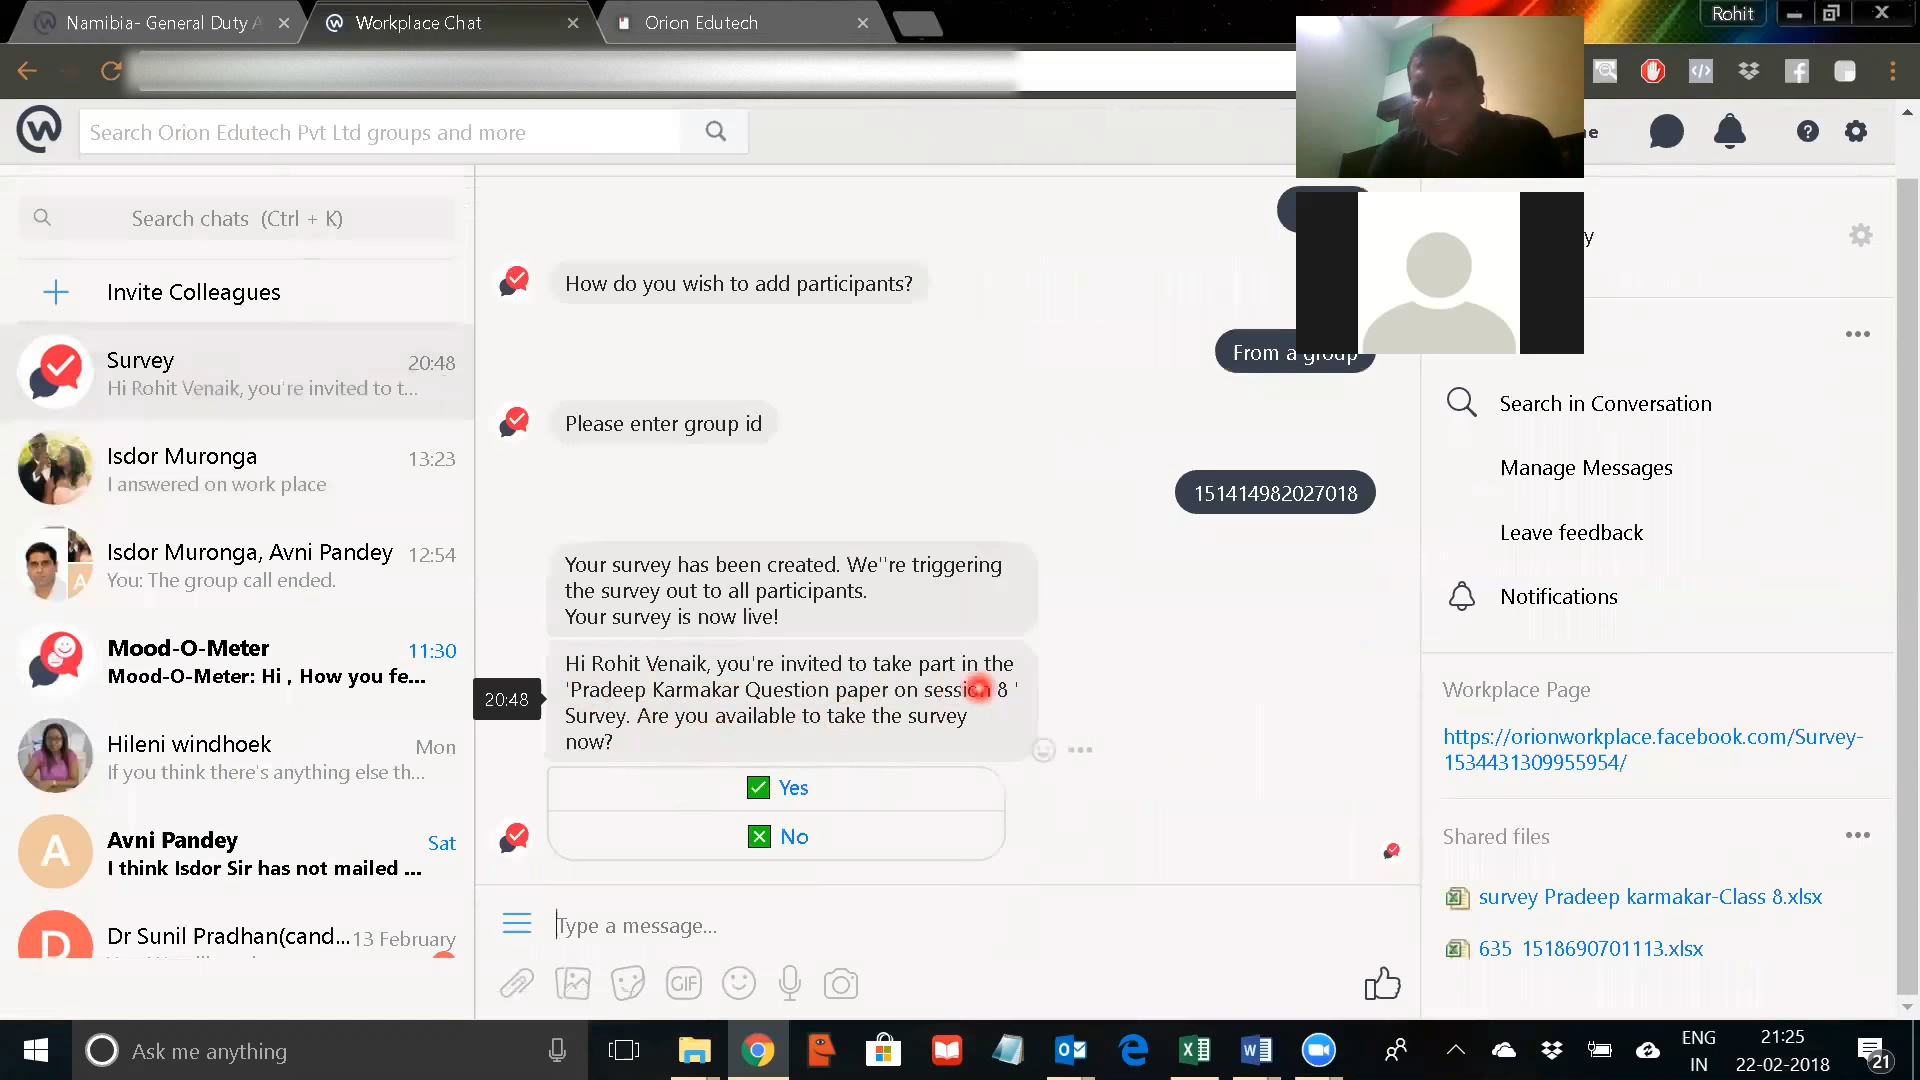 Namibia- General Duty A
Workplace Chat
Orion Edutech
Rohit
Search Orion Edutech Pvt Ltd groups and more
Search chats (Ctrl + K)
Invite Colleagues
Survey
20:48
Hi Rohit Venaik, you're invited to t...
Isdor Muronga
13:23
I answered on work place
Isdor Muronga, Avni Pandey
12:54
You: The group call ended.
Mood-O-Meter
11:30
Mood-O-Meter: Hi , How you fe...
Hileni windhoek
Mon
If you think there's anything else th...
Avni Pandey
Sat
I think Isdor Sir has not mailed ...
Dr Sunil Pradhan(cand...
13 February
How do you wish to add participants?
From a group
Please enter group id
151414982027018
Your survey has been created. We''re triggering
the survey out to all participants.
Your survey is now live!
20:48
Hi Rohit Venaik, you're invited to take part in the
'Pradeep Karmakar Question paper on session 8 '
Survey. Are you available to take the survey
now?
Yes
No
Type a message...
GIF
Search in Conversation
Manage Messages
Leave feedback
Notifications
Workplace Page
https://orionworkplace.facebook.com/Survey-
1534431309955954/
Shared files
survey Pradeep karmakar-Class 8.xlsx
635 1518690701113.xlsx
Ask me anything
ENG
IN
21:25
22-02-2018
21